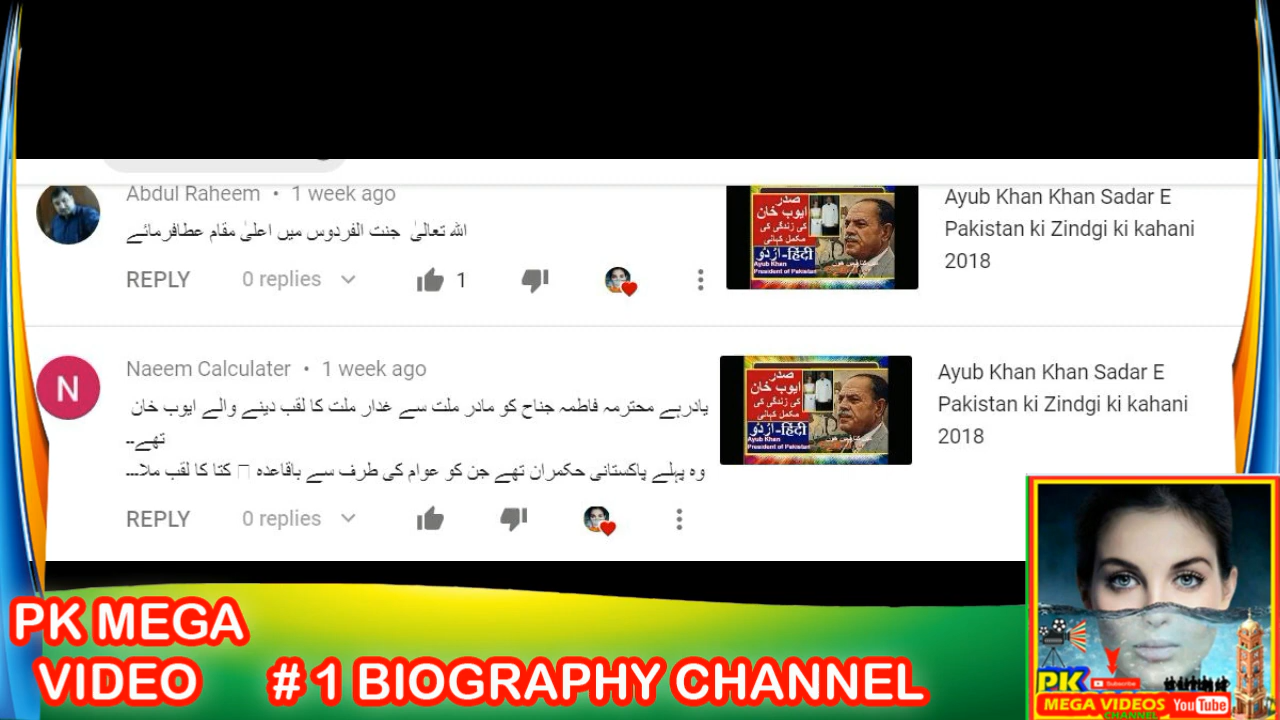 Abdul Raheem • 1 week ago
اللہ تعالیٰ جنت الفردوس میں اعلیٰ مقام عطافرمائے
REPLY 0 replies 1
صدر
ایوب خان
کی زندگی کی
مکمل کہانی
اُردُو-हिंदी
Ayub Khan
President of Pakistan
Ayub Khan Khan Sadar E
Pakistan ki Zindgi ki kahani
2018
N
Naeem Calculater • 1 week ago
یادرہے محترمہ فاطمہ جناح کو مادر ملت سے غدار ملت کا لقب دینے والے ایوب خان
تھے۔۔
وہ پہلے پاکستانی حکمران تھے جن کو عوام کی طرف سے باقاعدہ کتا کا لقب ملا۔۔۔
REPLY 0 replies
صدر
ایوب خان
کی زندگی کی
مکمل کہانی
اُردُو-हिंदी
Ayub Khan
President of Pakistan
Ayub Khan Khan Sadar E
Pakistan ki Zindgi ki kahani
2018
PK MEGA
VIDEO
# 1 BIOGRAPHY CHANNEL
PK
Subscribe
MEGA VIDEOS
YouTube
CHANNEL